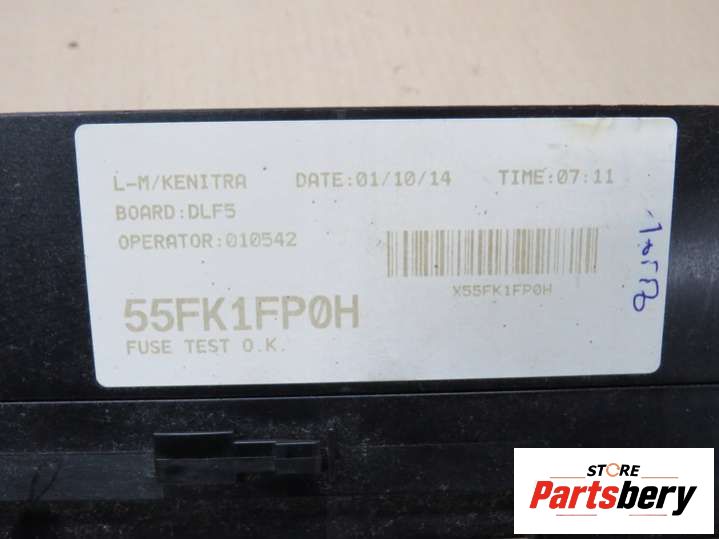 L-M/KENITRA DATE:01/10/14 TIME:07:11
BOARD:DLF5
OPERATOR:010542
X55FK1FP0H
55FK1FP0H
FUSE TEST O.K.
STORE
Partsbery